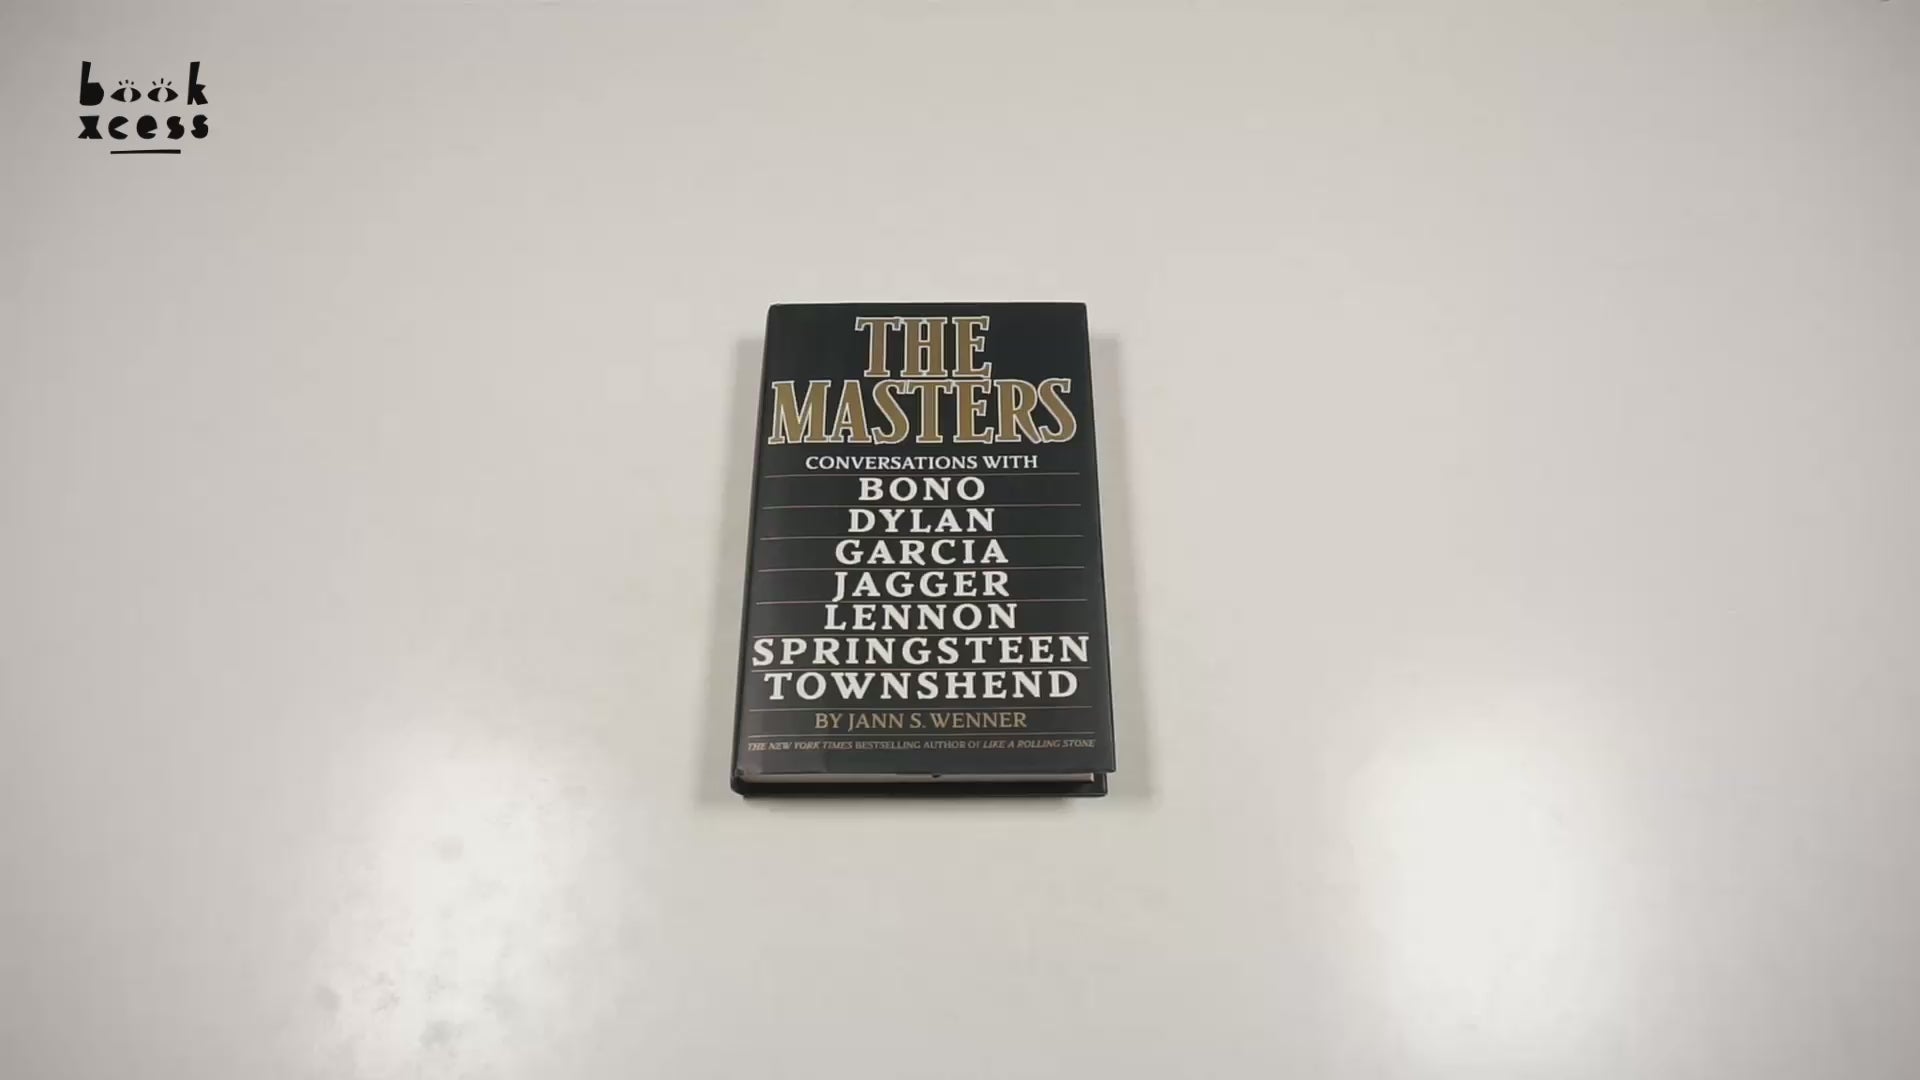 book
xcess
THE
MASTERS
CONVERSATIONS WITH
BONO
DYLAN
GARCIA
JAGGER
LENNON
SPRINGSTEEN
TOWNSHEND
BY JANN S. WENNER
THE NEW YORK TIMES BESTSELLING AUTHOR OF LIKE A ROLLING STONE